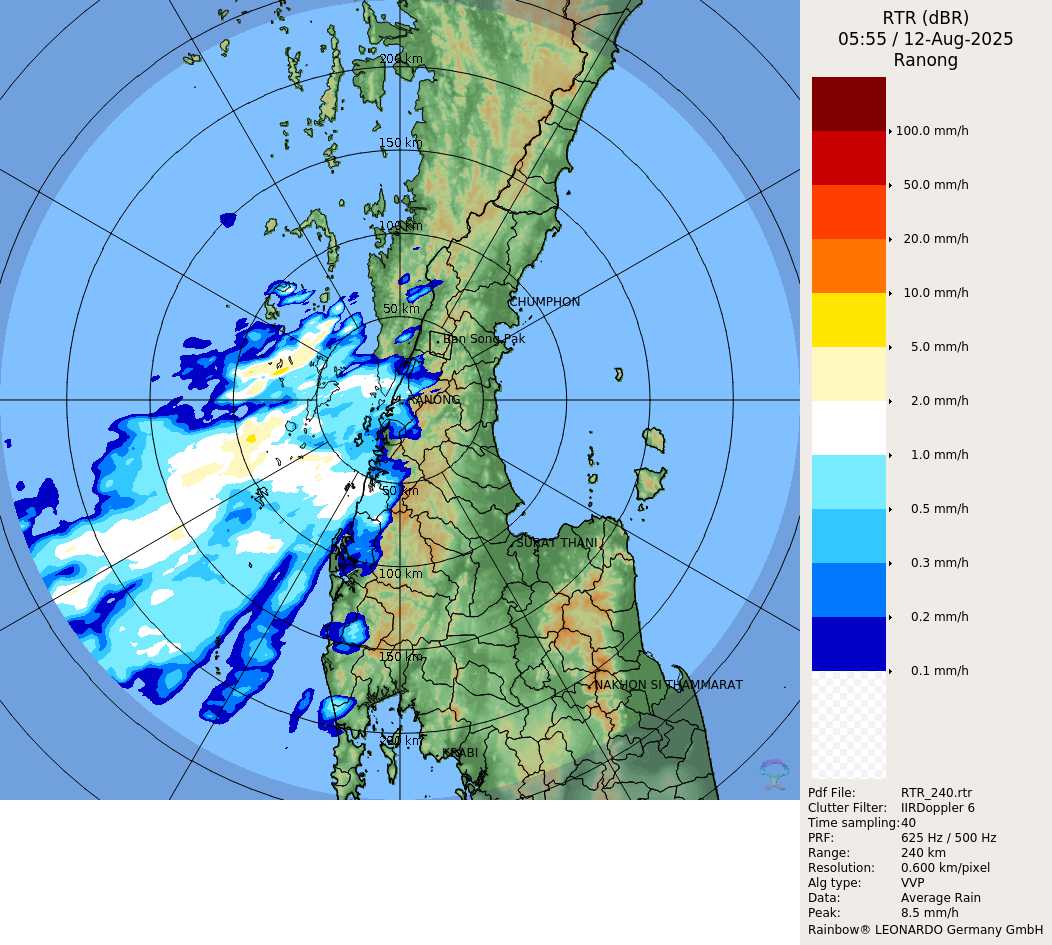 RTR (dBR)
05:55 / 12-Aug-2025
Ranong
100.0 mm/h
50.0 mm/h
20.0 mm/h
10.0 mm/h
5.0 mm/h
2.0 mm/h
1.0 mm/h
0.5 mm/h
0.3 mm/h
0.2 mm/h
0.1 mm/h
Pdf File: RTR_240.rtr
Clutter Filter: IIRDoppler 6
Time sampling: 40
PRF: 625 Hz / 500 Hz
Range: 240 km
Resolution: 0.600 km/pixel
Alg type: VVP
Data: Average Rain
Peak: 8.5 mm/h
Rainbow® LEONARDO Germany GmbH
200 km
150 km
100 km
CHUMPHON
50 km
Ban Song Pak
RANONG
50 km
SURAT THANI
100 km
150 km
NAKHON SI THAMMARAT
200 km
KRABI